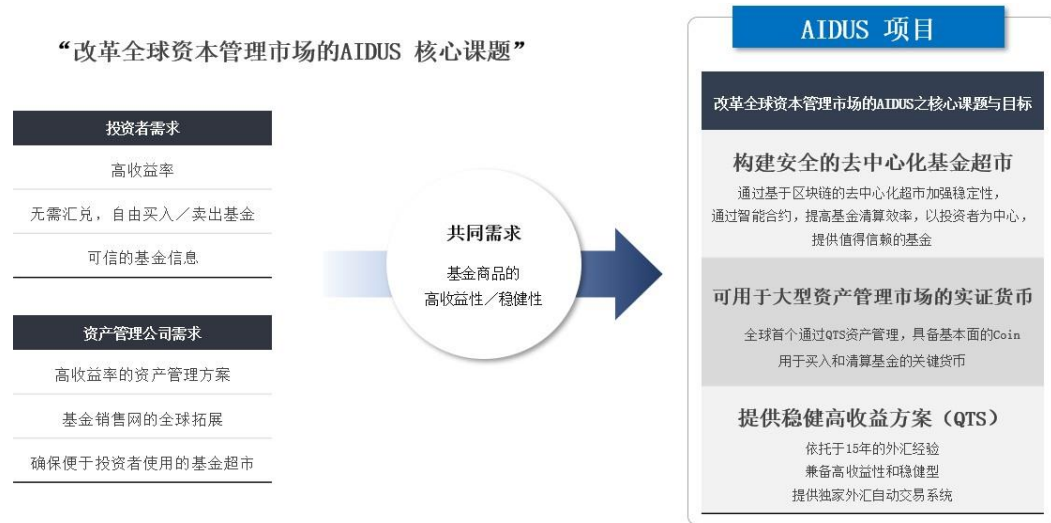 “改革全球资本管理市场的AIDUS 核心课题”
投资者需求
高收益率
无需汇兑，自由买入／卖出基金
可信的基金信息
资产管理公司需求
高收益率的资产管理方案
基金销售网的全球拓展
确保便于投资者使用的基金超市
共同需求
基金商品的
高收益性／稳健性
AIDUS 项目
改革全球资本管理市场的AIDUS之核心课题与目标
构建安全的去中心化基金超市
通过基于区块链的去中心化超市加强稳定性，
通过智能合约，提高基金清算效率，以投资者为中心，
提供值得信赖的基金
可用于大型资产管理市场的实证货币
全球首个通过QTS资产管理，具备基本面的Coin
用于买入和清算基金的关键货币
提供稳健高收益方案（QTS）
依托于15年的外汇经验
兼备高收益性和稳健型
提供独家外汇自动交易系统